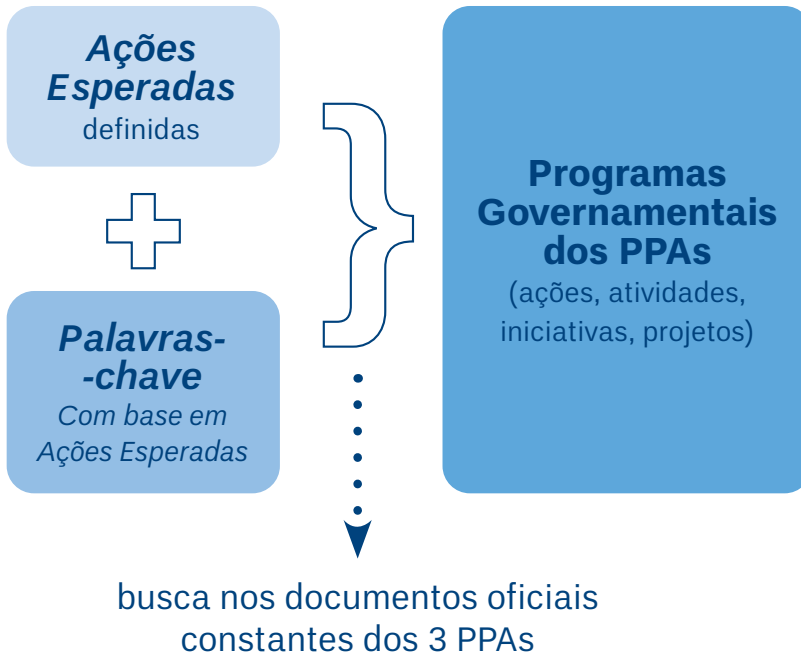 Ações
Esperadas
definidas
Palavras-
-chave
Com base em
Ações Esperadas
Programas
Governamentais
dos PPAs
(ações, atividades,
iniciativas, projetos)
busca nos documentos oficiais
constantes dos 3 PPAs